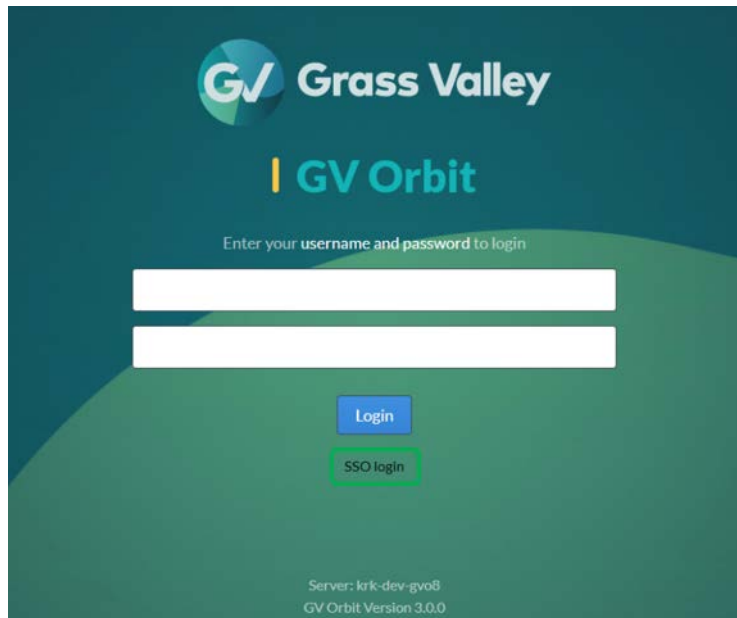 GV Grass Valley
GV Orbit
Enter your username and password to login
Login
SSO login
Server: krk-dev-gvo8
GV Orbit Version 3.0.0